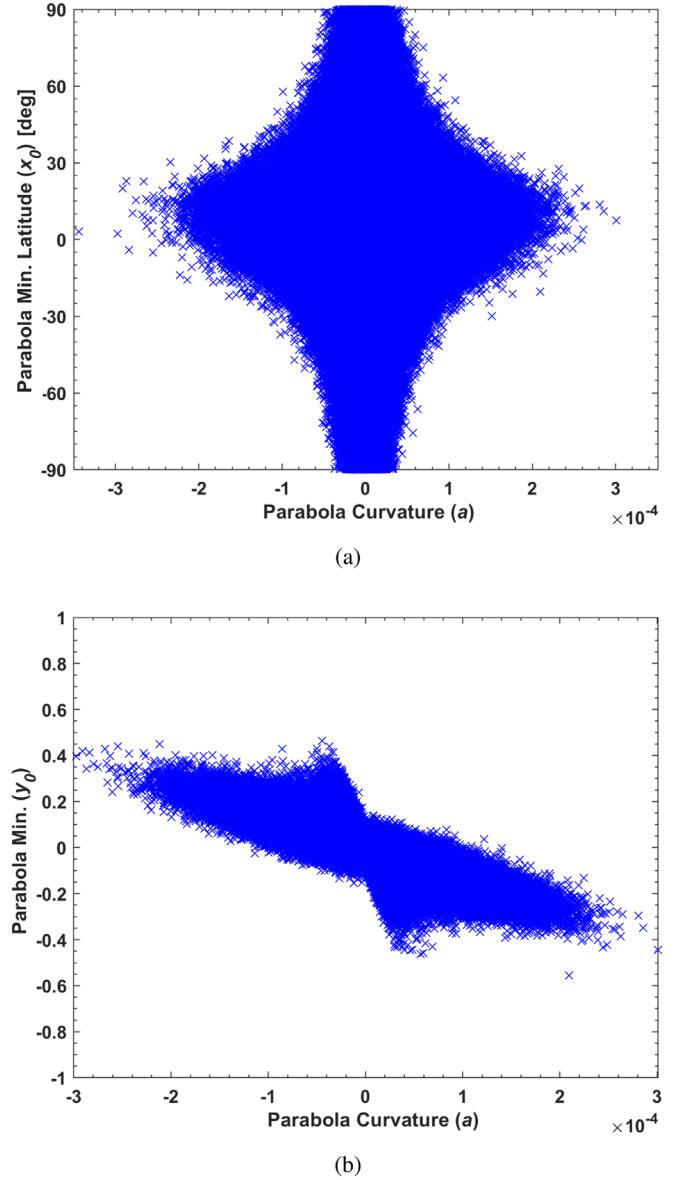 90
60
30
0
-30
-60
-90
Parabola Min. Latitude (x0) [deg]
-3 -2 -1 0 1 2 3
Parabola Curvature (a)
×10-4
(a)
1
0.8
0.6
0.4
0.2
0
-0.2
-0.4
-0.6
-0.8
-1
Parabola Min. (y0)
-3 -2 -1 0 1 2 3
Parabola Curvature (a)
×10-4
(b)